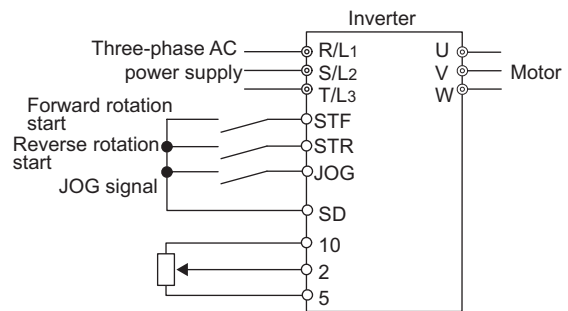 Inverter
Three-phase AC
power supply
R/L1
S/L2
T/L3
U
V
W
Motor
Forward rotation
start
STF
Reverse rotation
start
STR
JOG signal
JOG
SD
10
2
5